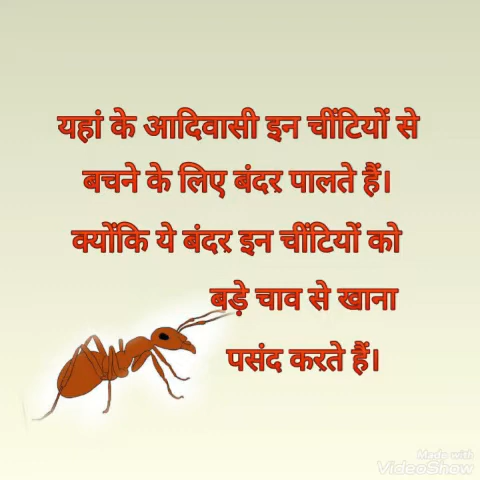 यहां के आदिवासी इन चींटियों से
बचने के लिए बंदर पालते हैं।
क्योंकि ये बंदर इन चींटियों को
बड़े चाव से खाना
पसंद करते हैं।
Made with
VideoShow